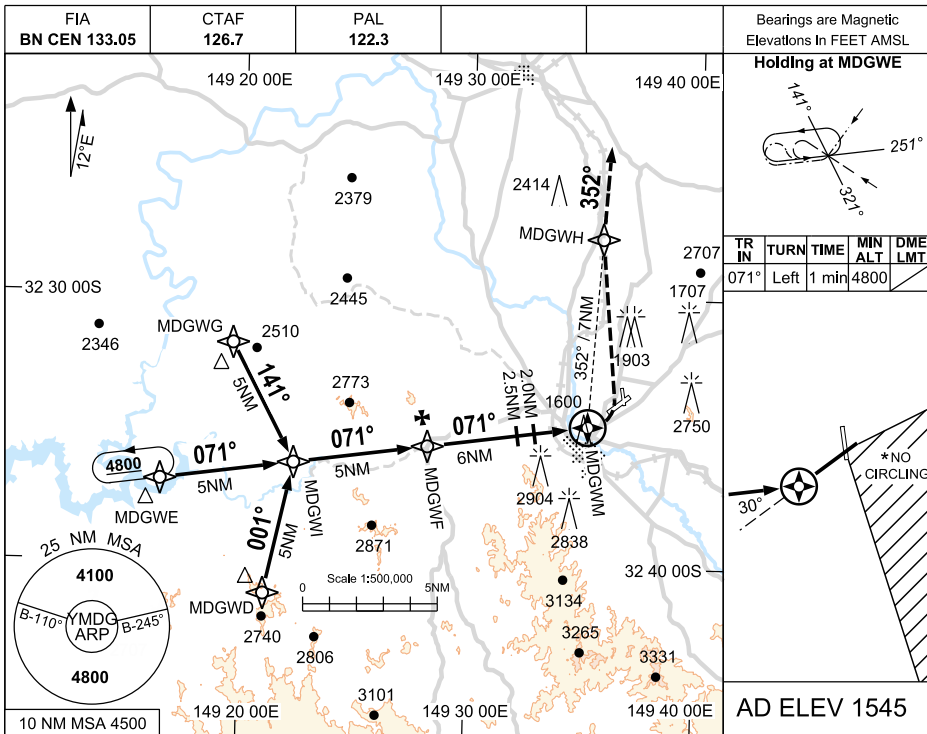 FIA
BN CEN 133.05
CTAF
126.7
PAL
122.3
Bearings are Magnetic
Elevations In FEET AMSL
149 20 00E
149 30 00E
149 40 00E
Holding at MDGWE
12°E
141°
251°
321°
2379
2414
352°
MDGWH
TR IN
TURN
TIME
MIN ALT
DME LMT
071°
Left
1 min
4800
2707
32 30 00S
2445
1707
2346
MDGWG
2510
352° / 7NM
1903
141°
5NM
2773
2.5NM
2.0NM
1600
2750
071°
071°
071°
4800
5NM
5NM
6NM
MDGWE
MDGWI
MDGWF
MDGWM
2904
*NO
CIRCLING
30°
001°
5NM
2871
2838
25 NM MSA
4100
YMDG
ARP
B-110°
B-245°
4800
MDGWD
Scale 1:500,000
0
5NM
32 40 00S
3134
2740
2806
3265
3331
3101
149 20 00E
149 30 00E
149 40 00E
10 NM MSA 4500
AD ELEV 1545